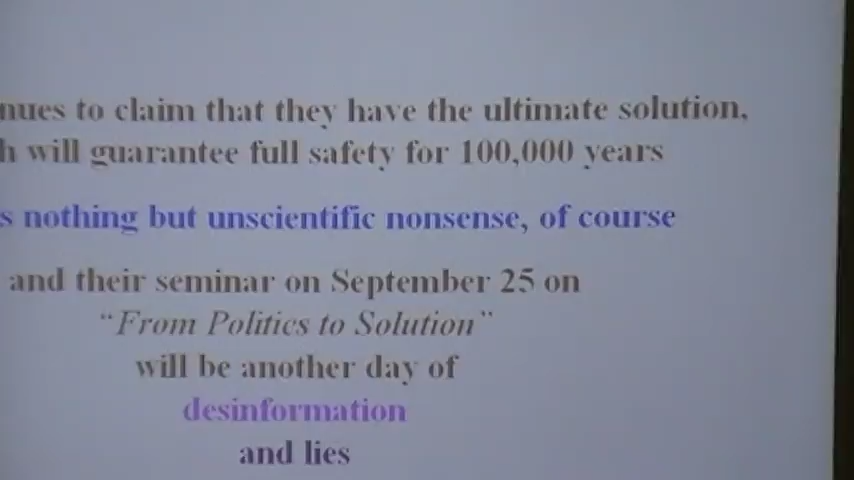 to claim that they have the ultimate solution,
will guarantee full safety for 100,000 years
nothing but unscientific nonsense, of course
and their seminar on September 25 on
“From Politics to Solution”
will be another day of
desinformation
and lies